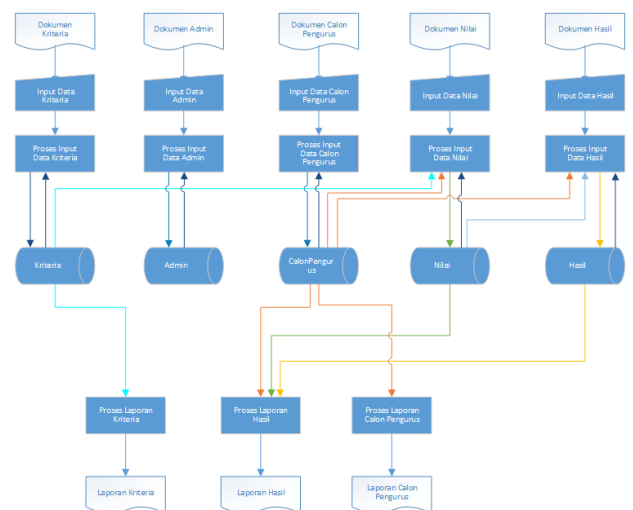 Dokumen
Kriteria
Dokumen Admin
Dokumen Calon
Pengurus
Dokumen Nilai
Dokumen Hasil
Input Data
Kriteria
Input Data
Admin
Input Data Calon
Pengurus
Input Data Nilai
Input Data Hasil
Proses Input
Data Kriteria
Proses Input
Data Admin
Proses Input
Data Calon
Pengurus
Proses Input
Data Nilai
Proses Input
Data Hasil
Kriteria
Admin
CalonPengur
us
Nilai
Hasil
Proses Laporan
Kriteria
Proses Laporan
Hasil
Proses Laporan
Calon Pengurus
Laporan Kriteria
Laporan Hasil
Laporan Calon
Pengurus